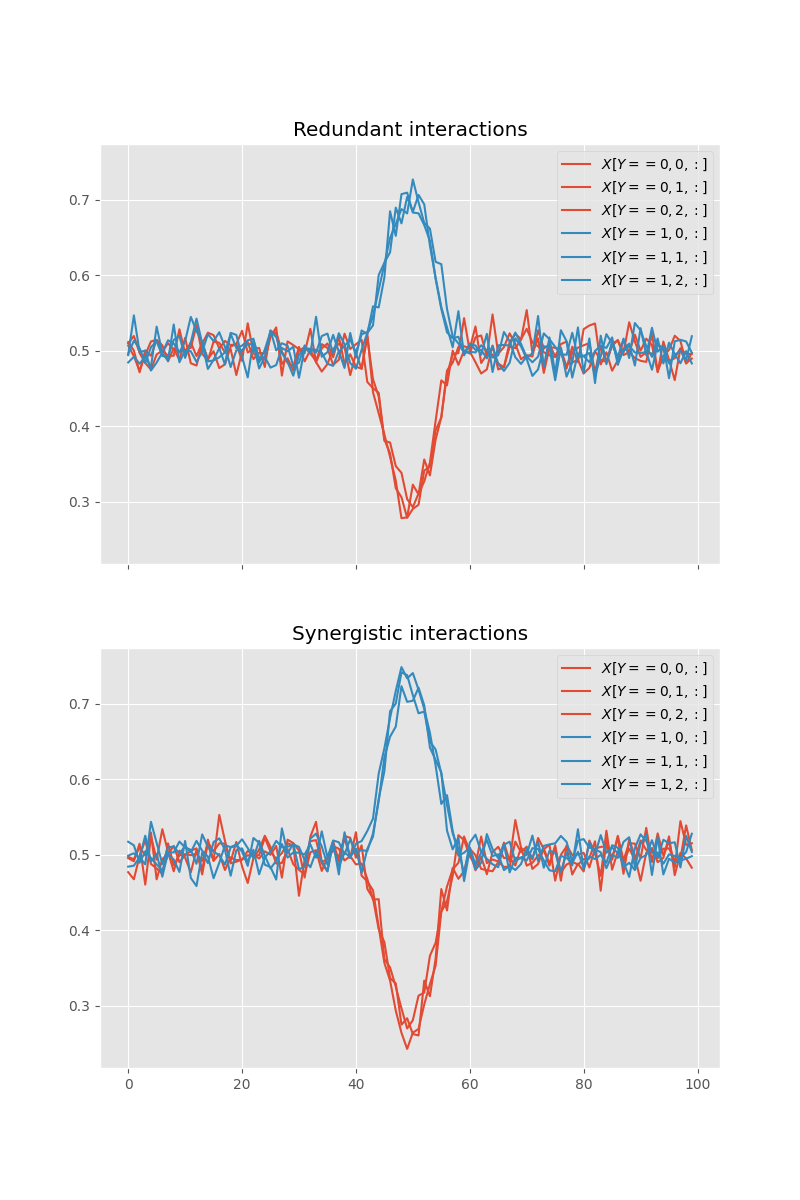 Redundant interactions
X[Y==0,0,:]
X[Y==0,1,:]
X[Y==0,2,:]
X[Y==1,0,:]
X[Y==1,1,:]
X[Y==1,2,:]
0.7
0.6
0.5
0.4
0.3
Synergistic interactions
X[Y==0,0,:]
X[Y==0,1,:]
X[Y==0,2,:]
X[Y==1,0,:]
X[Y==1,1,:]
X[Y==1,2,:]
0.7
0.6
0.5
0.4
0.3
0 20 40 60 80 100